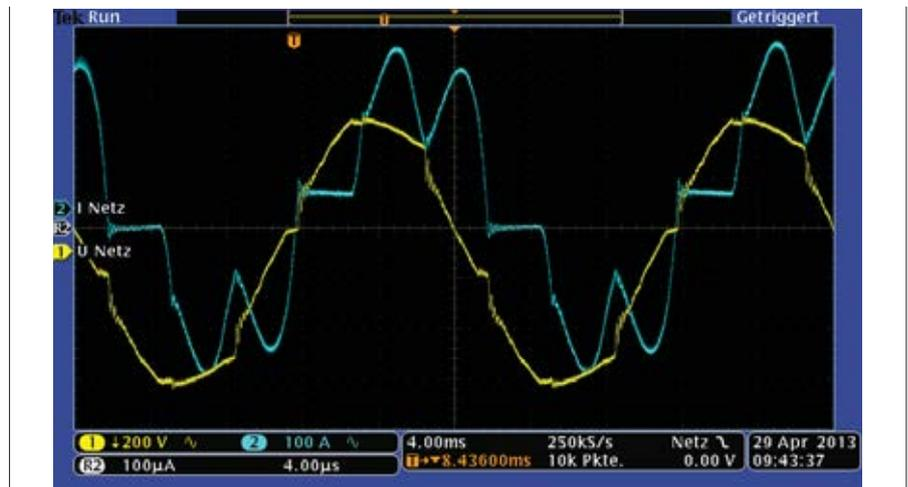 Tek Run Getriggert
T
T
2 I Netz
R2
1 U Netz
1 ↓200 V ∿ 2 100 A ∿ 4.00ms 250kS/s Netz ╲ 29 Apr 2013
R2 100µA 4.00µs T→▼8.43600ms 10k Pkte. 0.00 V 09:43:37